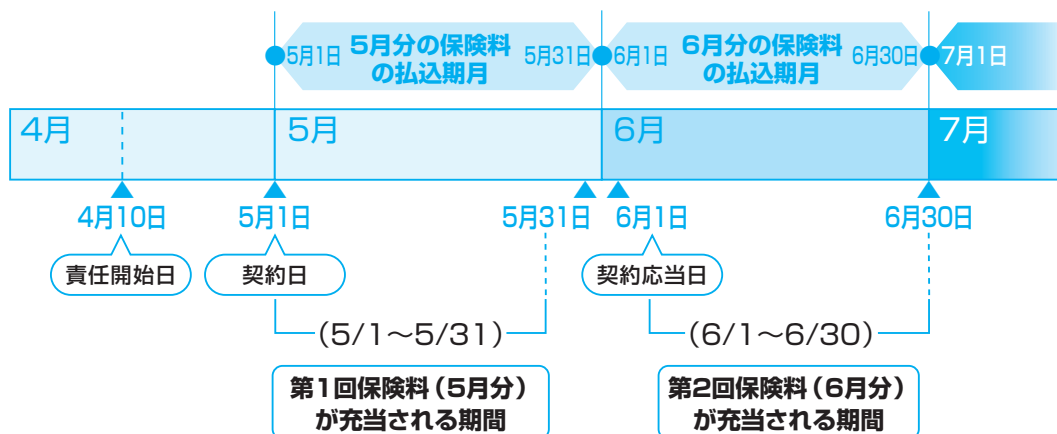 5月1日 5月分の保険料の払込期月 5月31日
6月1日 6月分の保険料の払込期月 6月30日
7月1日
4月 5月 6月 7月
4月10日 5月1日 5月31日 6月1日 6月30日
責任開始日 契約日 契約応当日
(5/1～5/31) (6/1～6/30)
第1回保険料(5月分)
が充当される期間
第2回保険料(6月分)
が充当される期間